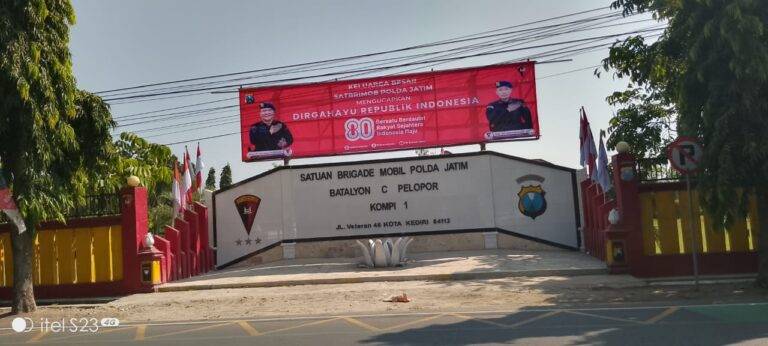 KELUARGA BESAR
SATBRIMOB POLDA JATIM
MENGUCAPKAN
DIRGAHAYU REPUBLIK INDONESIA
80
Bersatu Berdaulat
Rakyat Sejahtera
Indonesia Maju
SATUAN BRIGADE MOBIL POLDA JATIM
BATALYON C PELOPOR
KOMPI 1
JL. Veteran 46 KOTA KEDIRI 64112
P
itel S23 4G